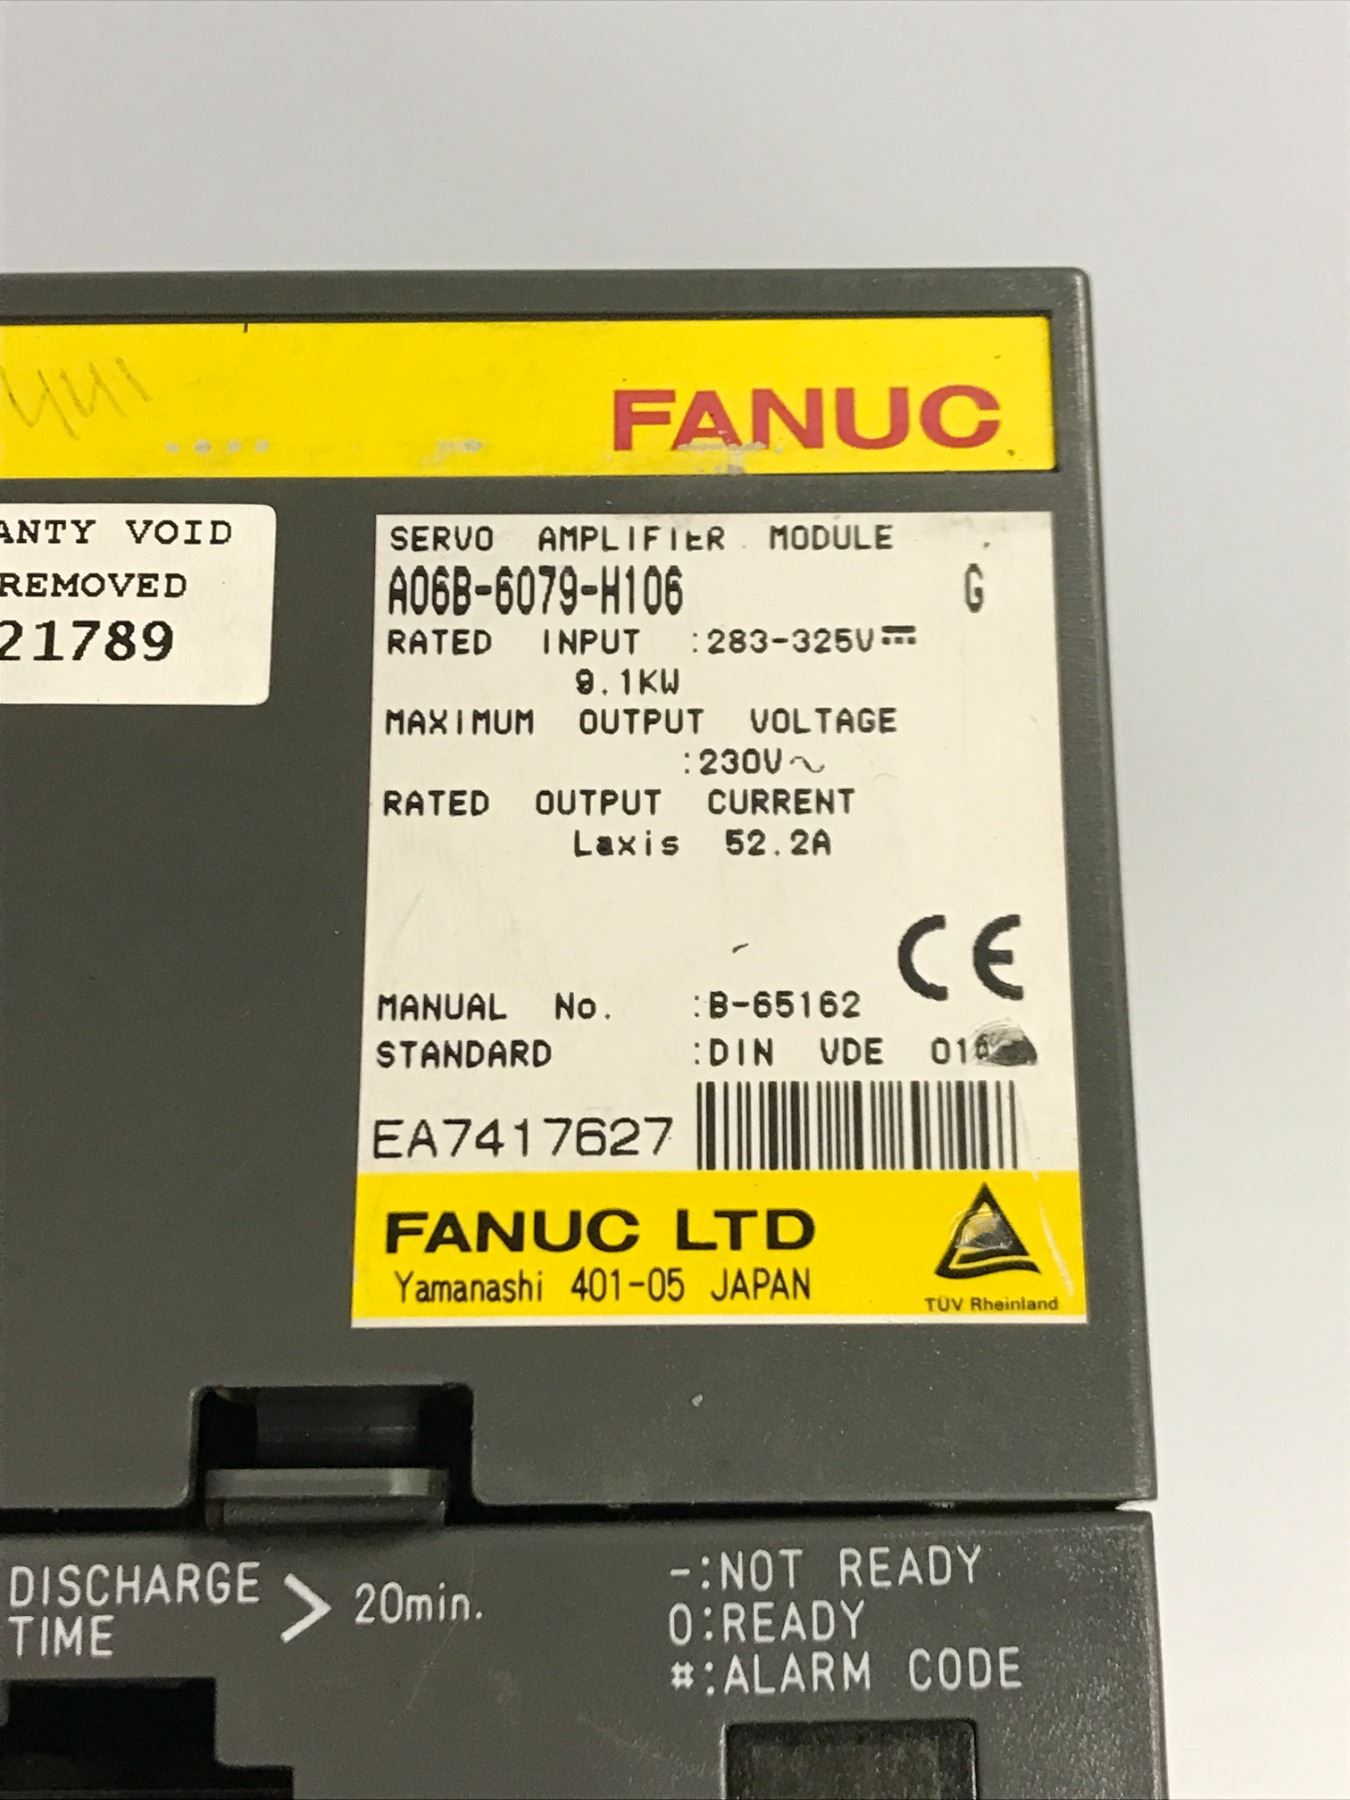 FANUC
ANTY VOID
REMOVED
21789
SERVO AMPLIFIER MODULE
A06B-6079-H106 G
RATED INPUT :283-325V
9.1KW
MAXIMUM OUTPUT VOLTAGE
:230V~
RATED OUTPUT CURRENT
Laxis 52.2A
CE
MANUAL No. :B-65162
STANDARD :DIN VDE
EA7417627
FANUC LTD
Yamanashi 401-05 JAPAN
TÜV Rheinland
DISCHARGE
TIME > 20min.
-:NOT READY
0:READY
#:ALARM CODE